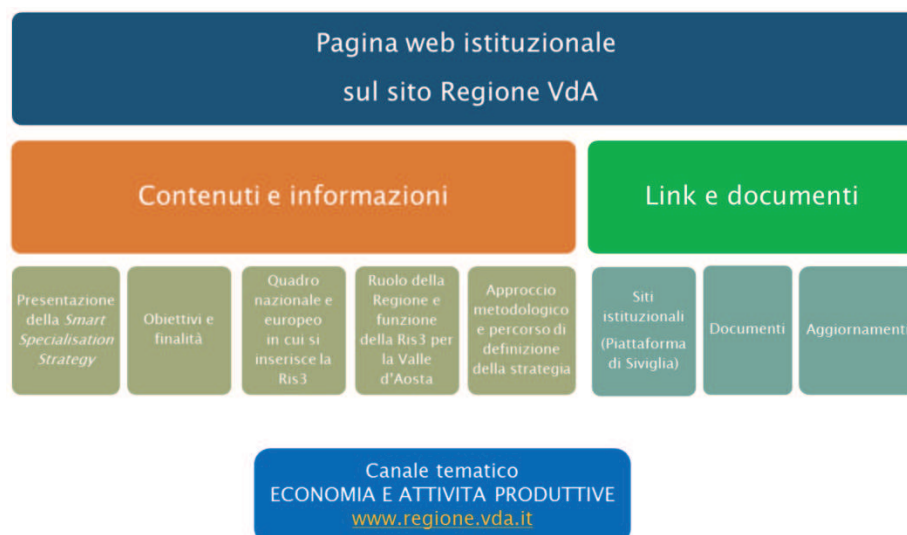 Pagina web istituzionale
sul sito Regione VdA
Contenuti e informazioni
Link e documenti
Presentazione
della Smart
Specialisation
Strategy
Obiettivi e
finalità
Quadro
nazionale e
europeo
in cui si
inserisce la
Ris3
Ruolo della
Regione e
funzione
della Ris3 per
la Valle
d'Aosta
Approccio
metodologico
e percorso di
definizione
della strategia
Siti
istituzionali
(Piattaforma
di Siviglia)
Documenti
Aggiornamenti
Canale tematico
ECONOMIA E ATTIVITA PRODUTTIVE
www.regione.vda.it